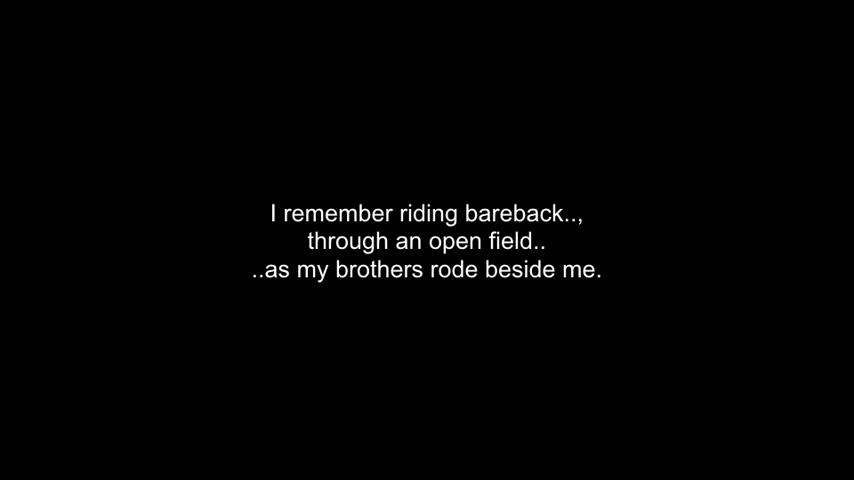 I remember riding bareback..,
through an open field..
..as my brothers rode beside me.